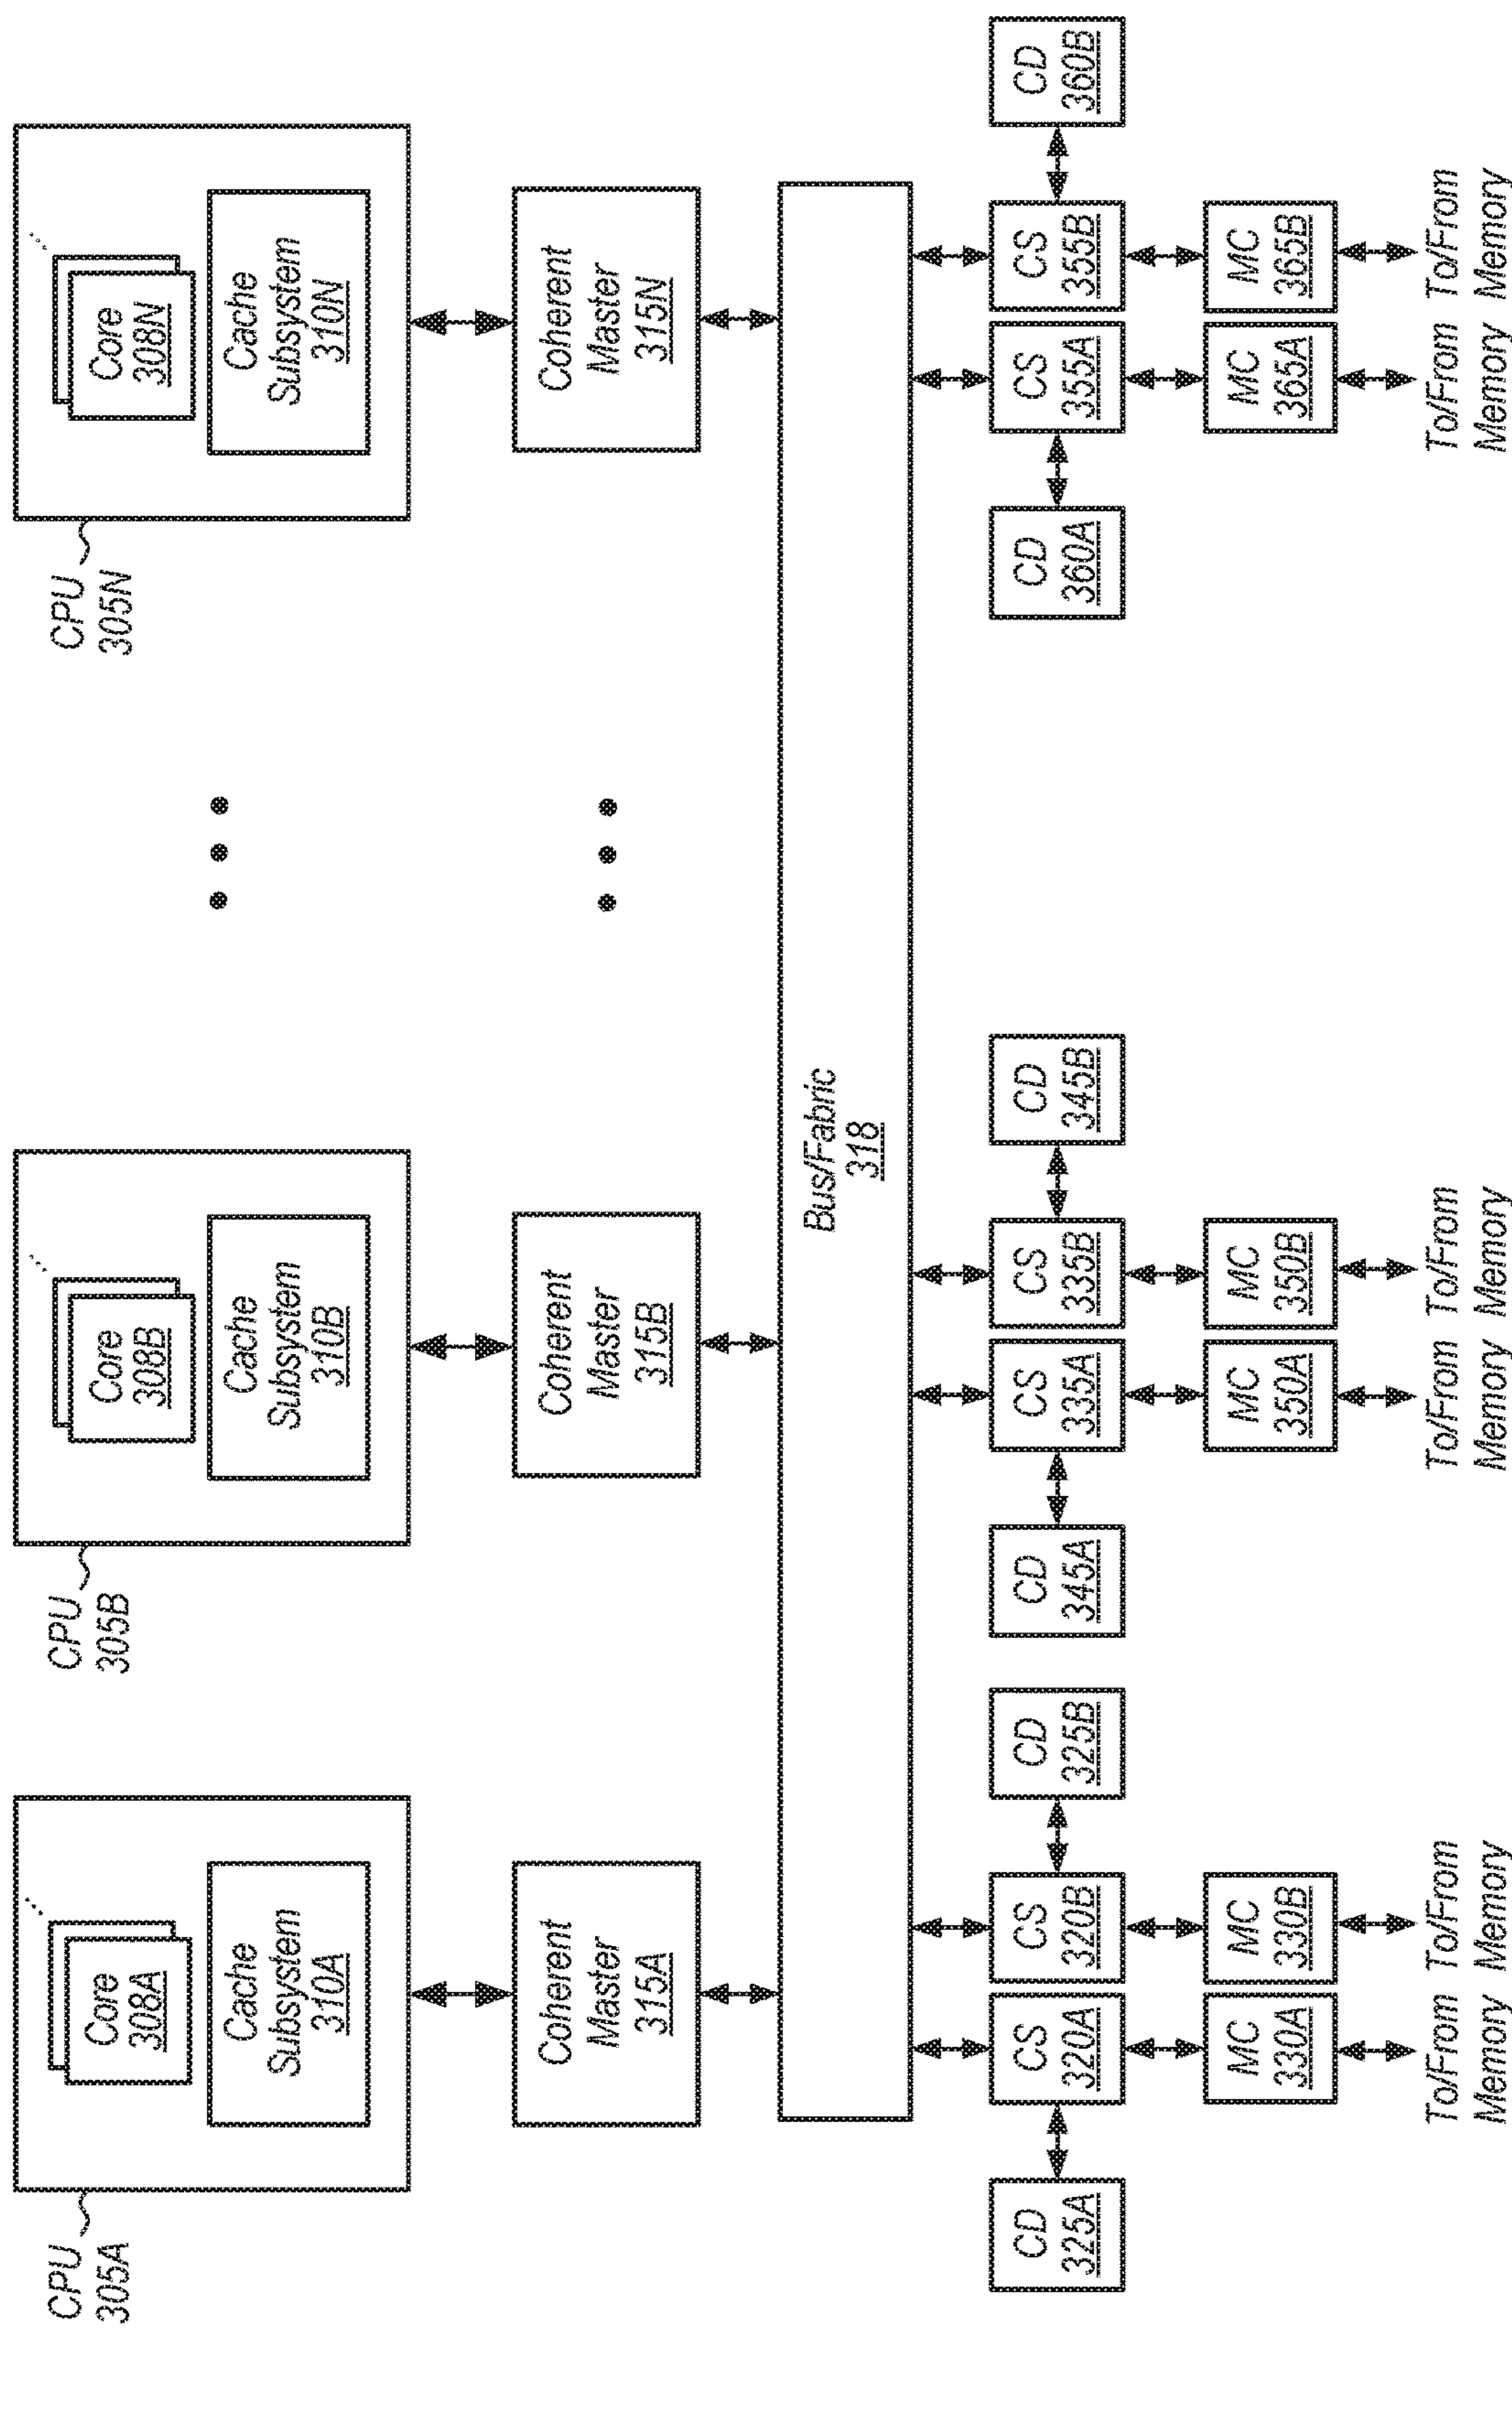 CPU
305A
Core
308A
Cache
Subsystem
310A
CPU
305B
Core
308B
Cache
Subsystem
310B
CPU
305N
Core
308N
Cache
Subsystem
310N
Coherent
Master
315A
Coherent
Master
315B
Coherent
Master
315N
Bus/Fabric
318
CD
325A
CS
320A
CS
320B
CD
325B
CD
345A
CS
335A
CS
335B
CD
345B
CD
360A
CS
355A
CS
355B
CD
360B
MC
330A
MC
330B
MC
350A
MC
350B
MC
365A
MC
365B
To/From
Memory
To/From
Memory
To/From
Memory
To/From
Memory
To/From
Memory
To/From
Memory